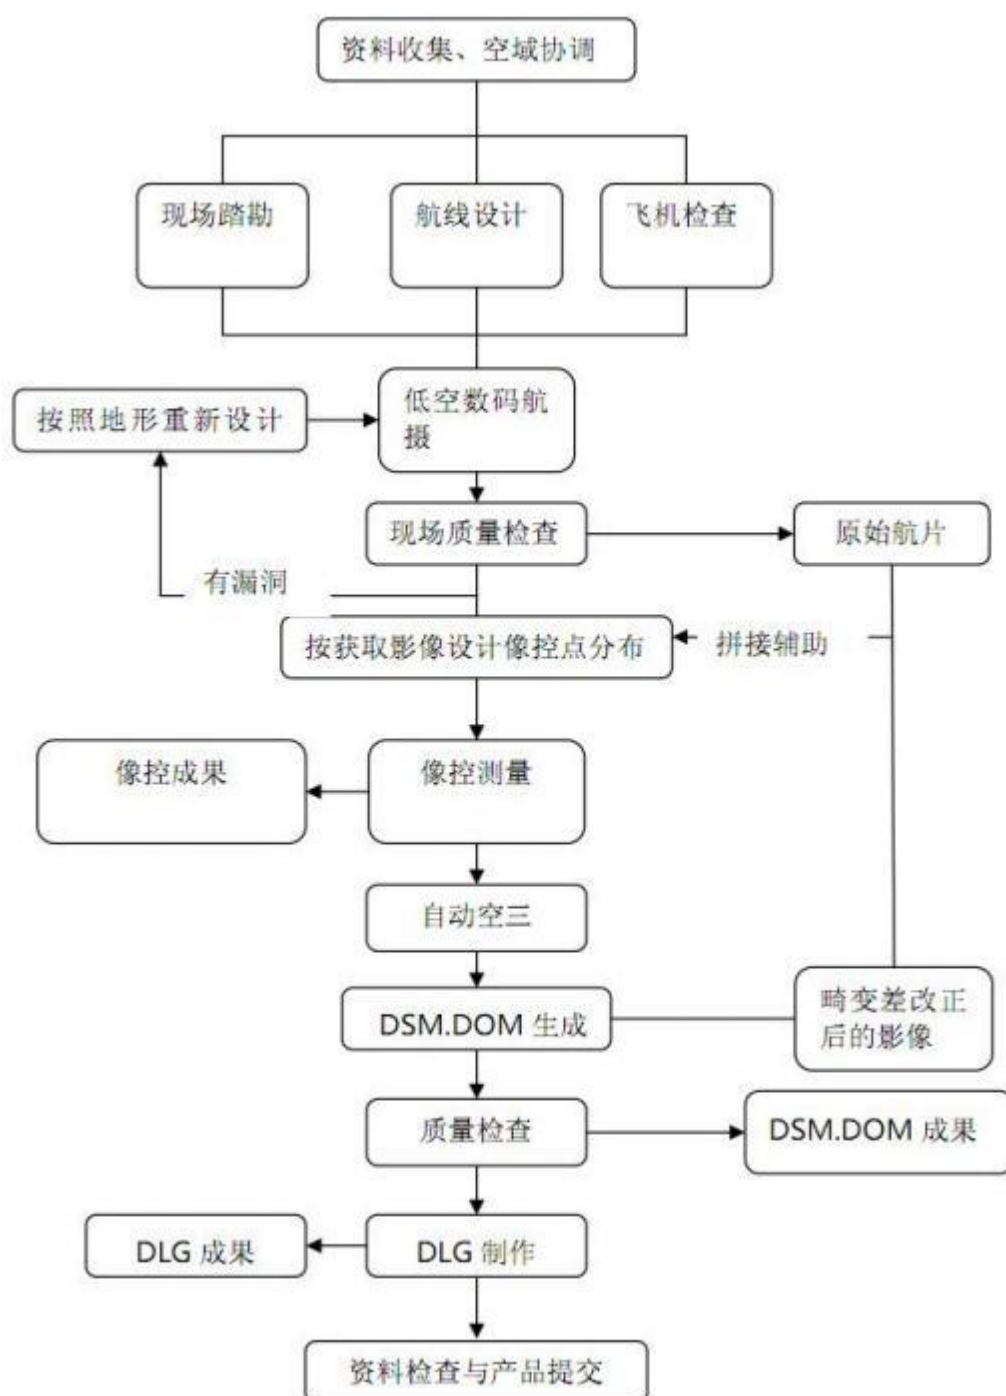 资料收集、空域协调
现场踏勘
航线设计
飞机检查
低空数码航
摄
按照地形重新设计
现场质量检查
原始航片
有漏洞
按获取影像设计像控点分布
拼接辅助
像控成果
像控测量
自动空三
畸变差改正
后的影像
DSM.DOM 生成
质量检查
DSM.DOM 成果
DLG 成果
DLG 制作
资料检查与产品提交